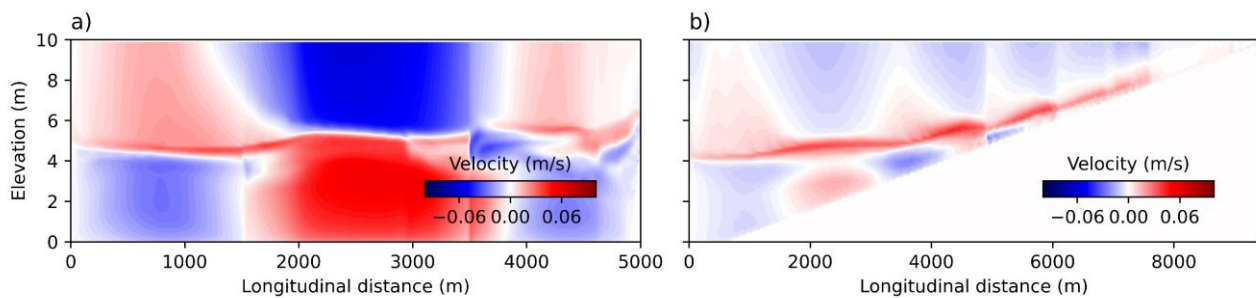 a)
10
8
6
4
2
0
Elevation (m)
Velocity (m/s)
−0.06 0.00 0.06
0 1000 2000 3000 4000 5000
Longitudinal distance (m)
b)
Velocity (m/s)
−0.06 0.00 0.06
0 2000 4000 6000 8000
Longitudinal distance (m)